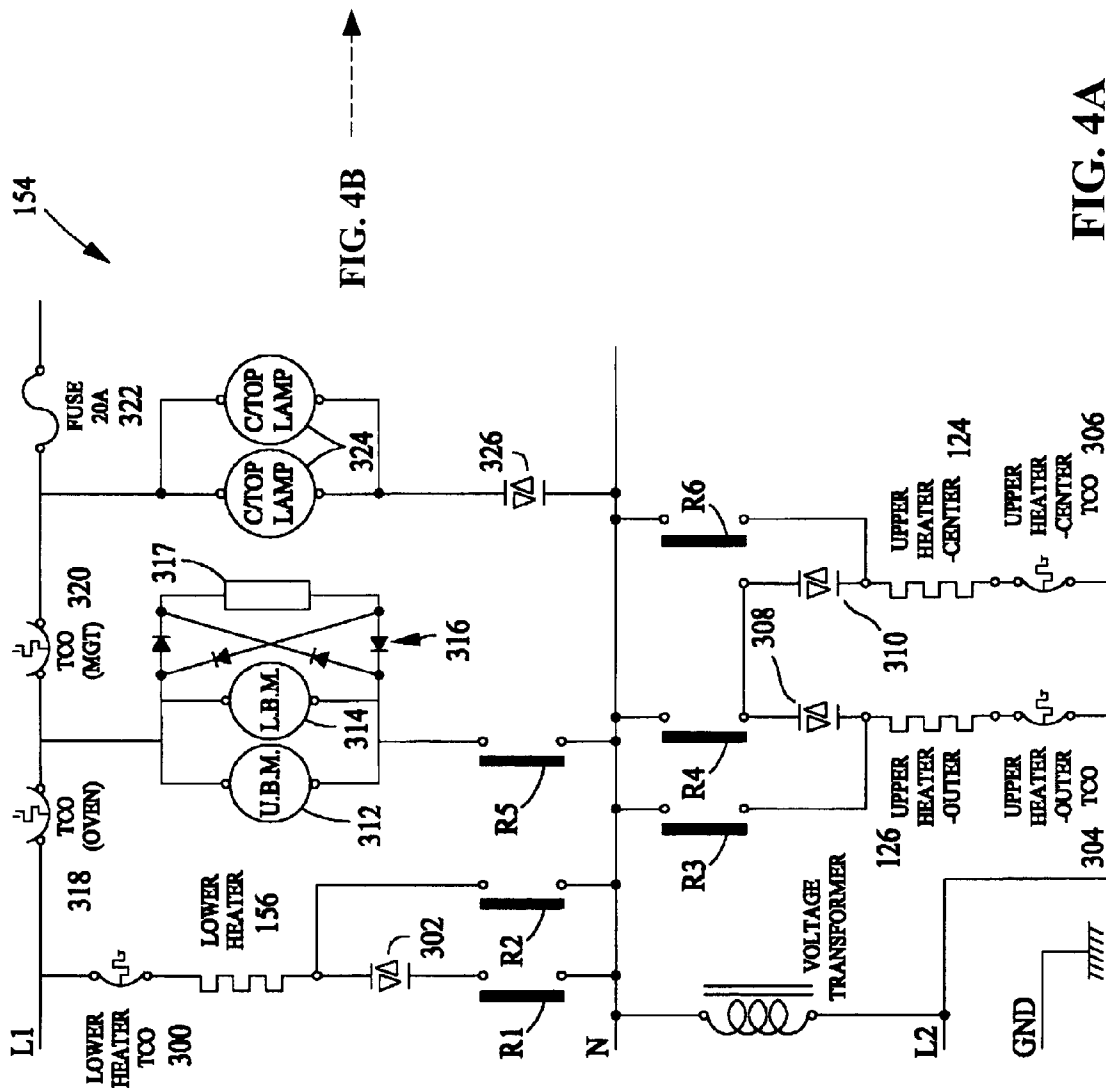 154
FIG. 4B
FIG. 4A
L1
LOWER
HEATER
TCO
300
LOWER
HEATER
156
302
R1
R2
318
TCO
(OVEN)
U.B.M.
312
L.B.M.
314
316
317
R5
TCO
(MGT)
320
FUSE
20A
322
C/TOP
LAMP
C/TOP
LAMP
324
326
N
VOLTAGE
TRANSFORMER
L2
GND
R3
R4
R6
308
310
126
UPPER
HEATER
-OUTER
UPPER
HEATER
-OUTER
TCO
304
UPPER
HEATER
-CENTER
124
UPPER
HEATER
-CENTER
TCO
306